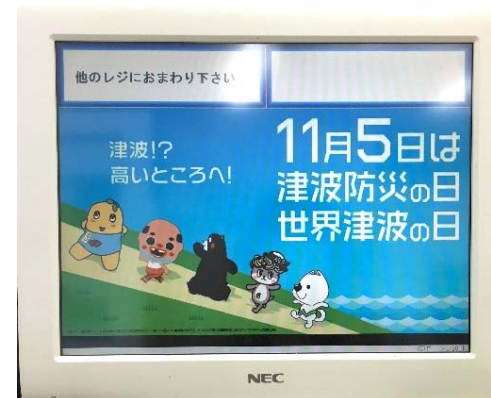 他のレジにおまわり下さい
津波!?
高いところへ!
11月5日は
津波防災の日
世界津波の日
NEC